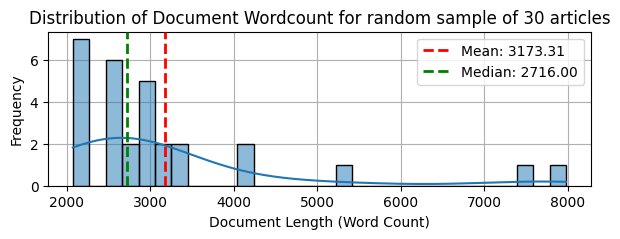 Distribution of Document Wordcount for random sample of 30 articles
Mean: 3173.31
Median: 2716.00
Frequency
6
4
2
0
2000 3000 4000 5000 6000 7000 8000
Document Length (Word Count)